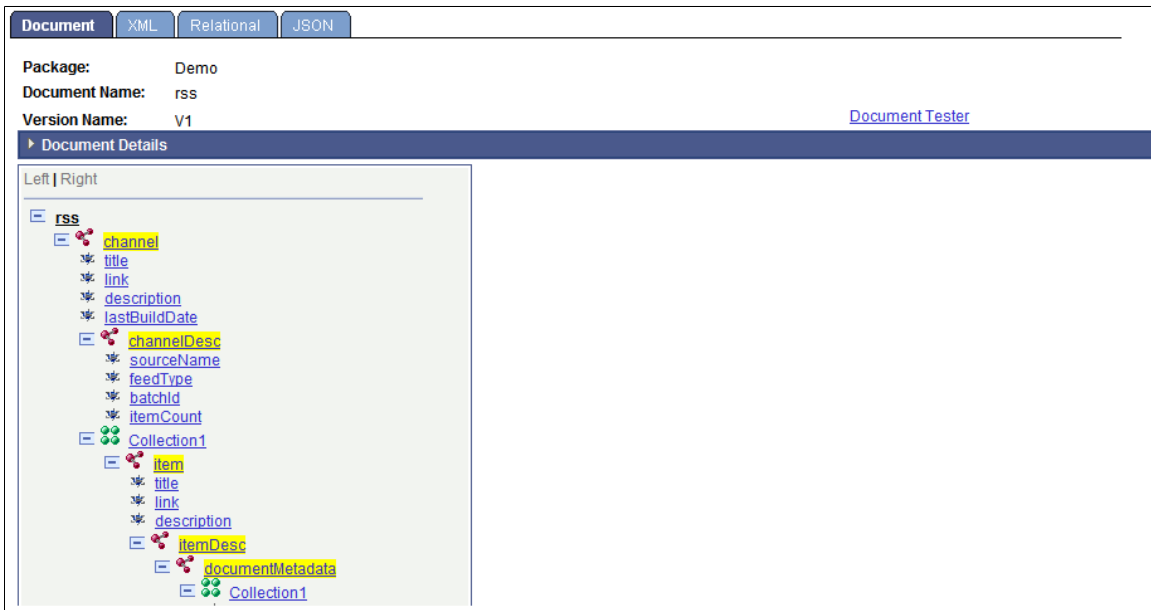 Document XML Relational JSON
Package: Demo
Document Name: rss
Version Name: V1 Document Tester
Document Details
Left | Right
rss
channel
title
link
description
lastBuildDate
channelDesc
sourceName
feedType
batchId
itemCount
Collection1
item
title
link
description
itemDesc
documentMetadata
Collection1